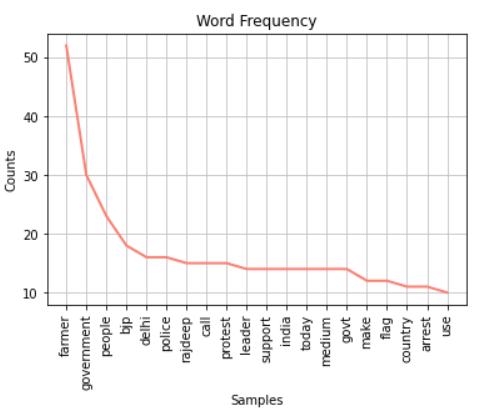 Word Frequency
50
40
30
20
10
Counts
farmer
government
people
bjp
delhi
police
rajdeep
call
protest
leader
support
india
today
medium
govt
make
flag
country
arrest
use
Samples